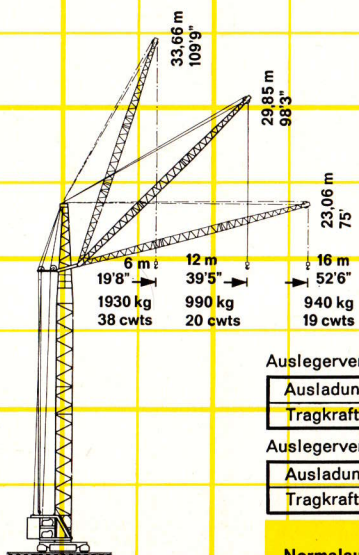 33,66 m
109'9"
29,85 m
98'3"
23,06 m
75'
6 m 12 m 16 m
19'8" 39'5" 52'6"
1930 kg 990 kg 940 kg
38 cwts 20 cwts 19 cwts
Auslegerver
Ausladun
Tragkraft
Auslegerver
Ausladun
Tragkraft